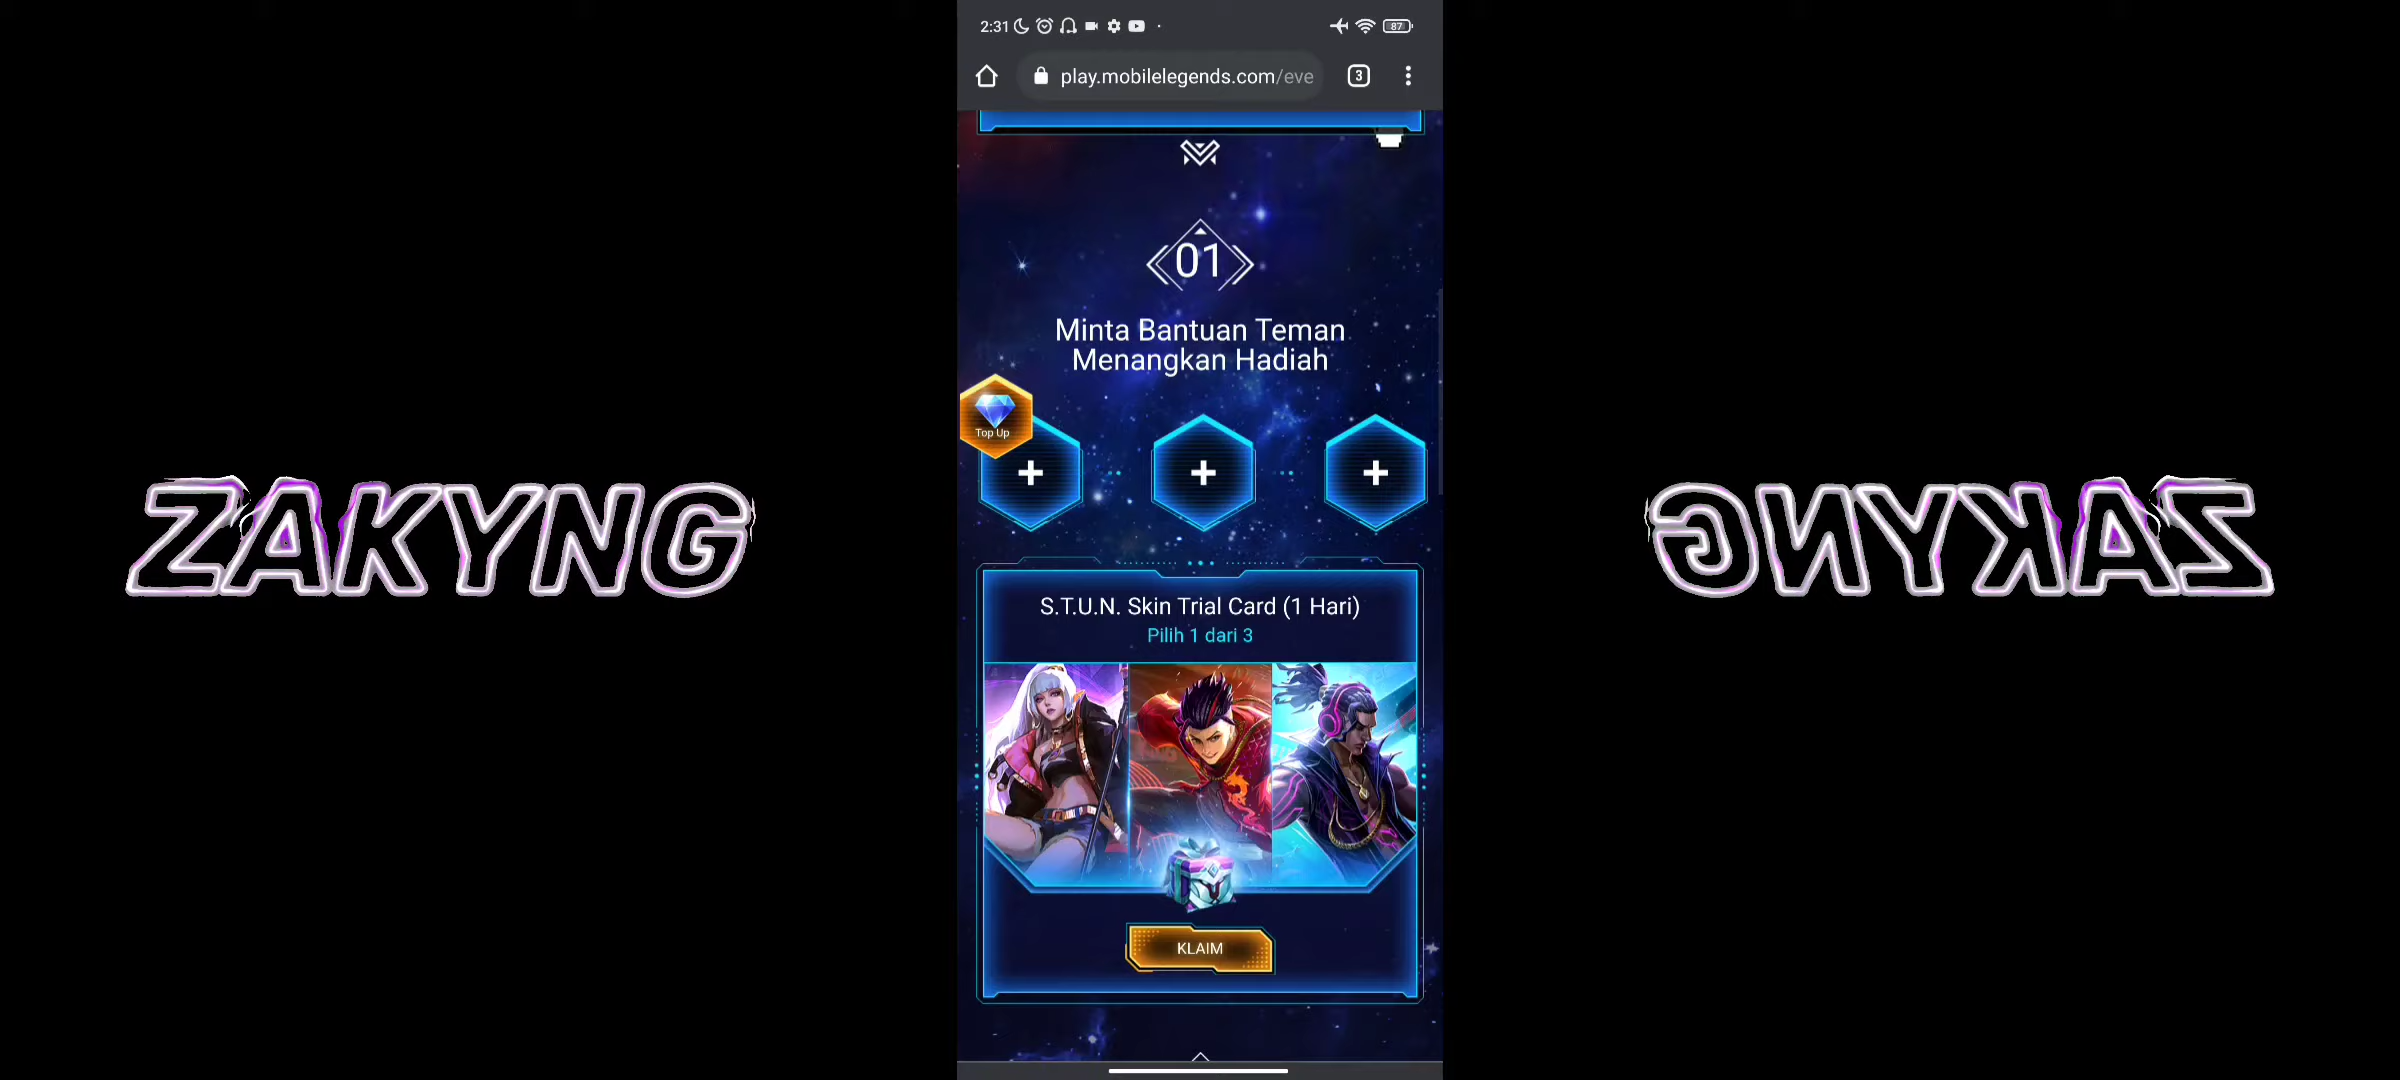 2:31
87
play.mobilelegends.com/eve
3
01
Minta Bantuan Teman
Menangkan Hadiah
Top Up
+
+
+
ZAKYNG
ZAKYNG
S.T.U.N. Skin Trial Card (1 Hari)
Pilih 1 dari 3
KLAIM